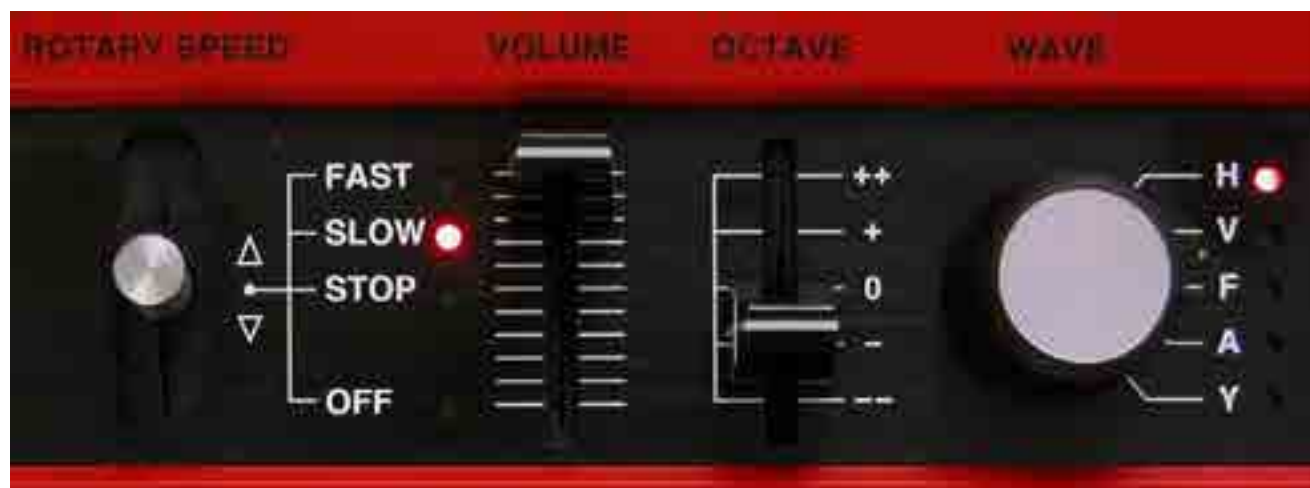 ROTARY SPEED VOLUME OCTAVE WAVE
FAST ++ H
SLOW + V
STOP 0 F
- A
OFF -- Y